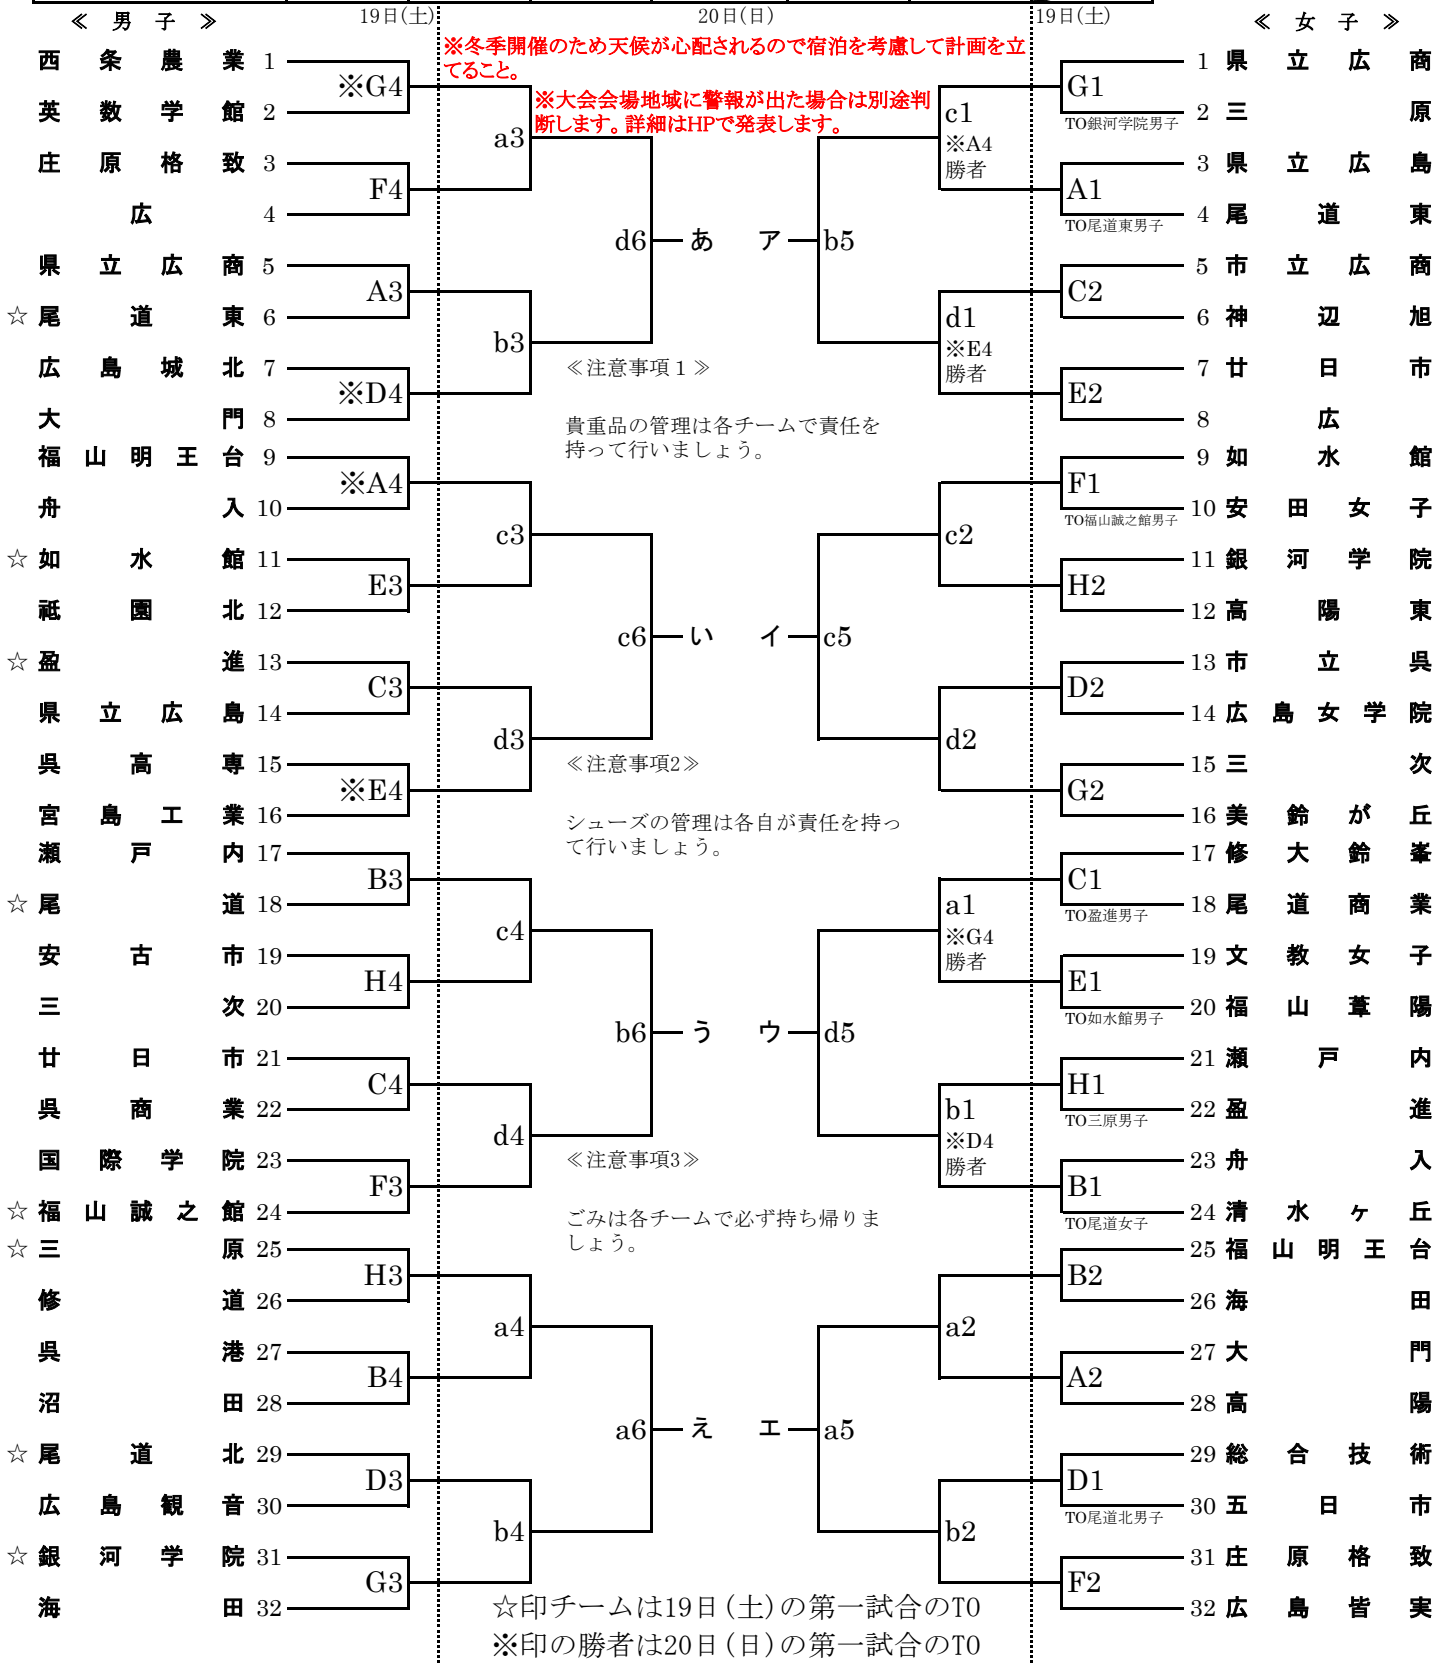 19日(土) 20日(日) 19日(土)
≪ 男 子 ≫ ≪ 女 子 ≫
※冬季開催のため天候が心配されるので宿泊を考慮して計画を立
てること。
※大会会場地域に警報が出た場合は別途判
断します。詳細はHPで発表します。
西条農業 1
英数学館 2
庄原格致 3
広 4
県立広商 5
☆ 尾道東 6
広島城北 7
大門 8
福山明王台 9
舟入 10
☆ 如水館 11
祗園北 12
☆ 盈進 13
県立広島 14
呉高専 15
宮島工業 16
瀬戸内 17
☆ 尾道 18
安古市 19
三次 20
廿日市 21
呉商業 22
国際学院 23
☆ 福山誠之館 24
☆ 三原 25
修道 26
呉港 27
沼田 28
☆ 尾道北 29
広島観音 30
☆ 銀河学院 31
海田 32
※G4
F4
A3
※D4
※A4
E3
C3
※E4
B3
H4
C4
F3
H3
B4
D3
G3
a3
b3
c3
d3
c4
d4
a4
b4
d6 あ
c6 い
b6 う
a6 え
≪注意事項１≫
貴重品の管理は各チームで責任を
持って行いましょう。
≪注意事項2≫
シューズの管理は各自が責任を持っ
て行いましょう。
≪注意事項3≫
ごみは各チームで必ず持ち帰りま
しょう。
ア b5
イ c5
ウ d5
エ a5
c1
※A4
勝者
d1
※E4
勝者
c2
d2
a1
※G4
勝者
b1
※D4
勝者
a2
b2
G1
TO銀河学院男子
A1
TO尾道東男子
C2
E2
F1
TO福山誠之館男子
H2
D2
G2
C1
TO盈進男子
E1
TO如水館男子
H1
TO三原男子
B1
TO尾道女子
B2
A2
D1
TO尾道北男子
F2
1 県立広商
2 三原
3 県立広島
4 尾道東
5 市立広商
6 神辺旭
7 廿日市
8 広
9 如水館
10 安田女子
11 銀河学院
12 高陽東
13 市立呉
14 広島女学院
15 三次
16 美鈴が丘
17 修大鈴峯
18 尾道商業
19 文教女子
20 福山葦陽
21 瀬戸内
22 盈進
23 舟入
24 清水ヶ丘
25 福山明王台
26 海田
27 大門
28 高陽
29 総合技術
30 五日市
31 庄原格致
32 広島皆実
☆印チームは19日(土)の第一試合のTO
※印の勝者は20日(日)の第一試合のTO